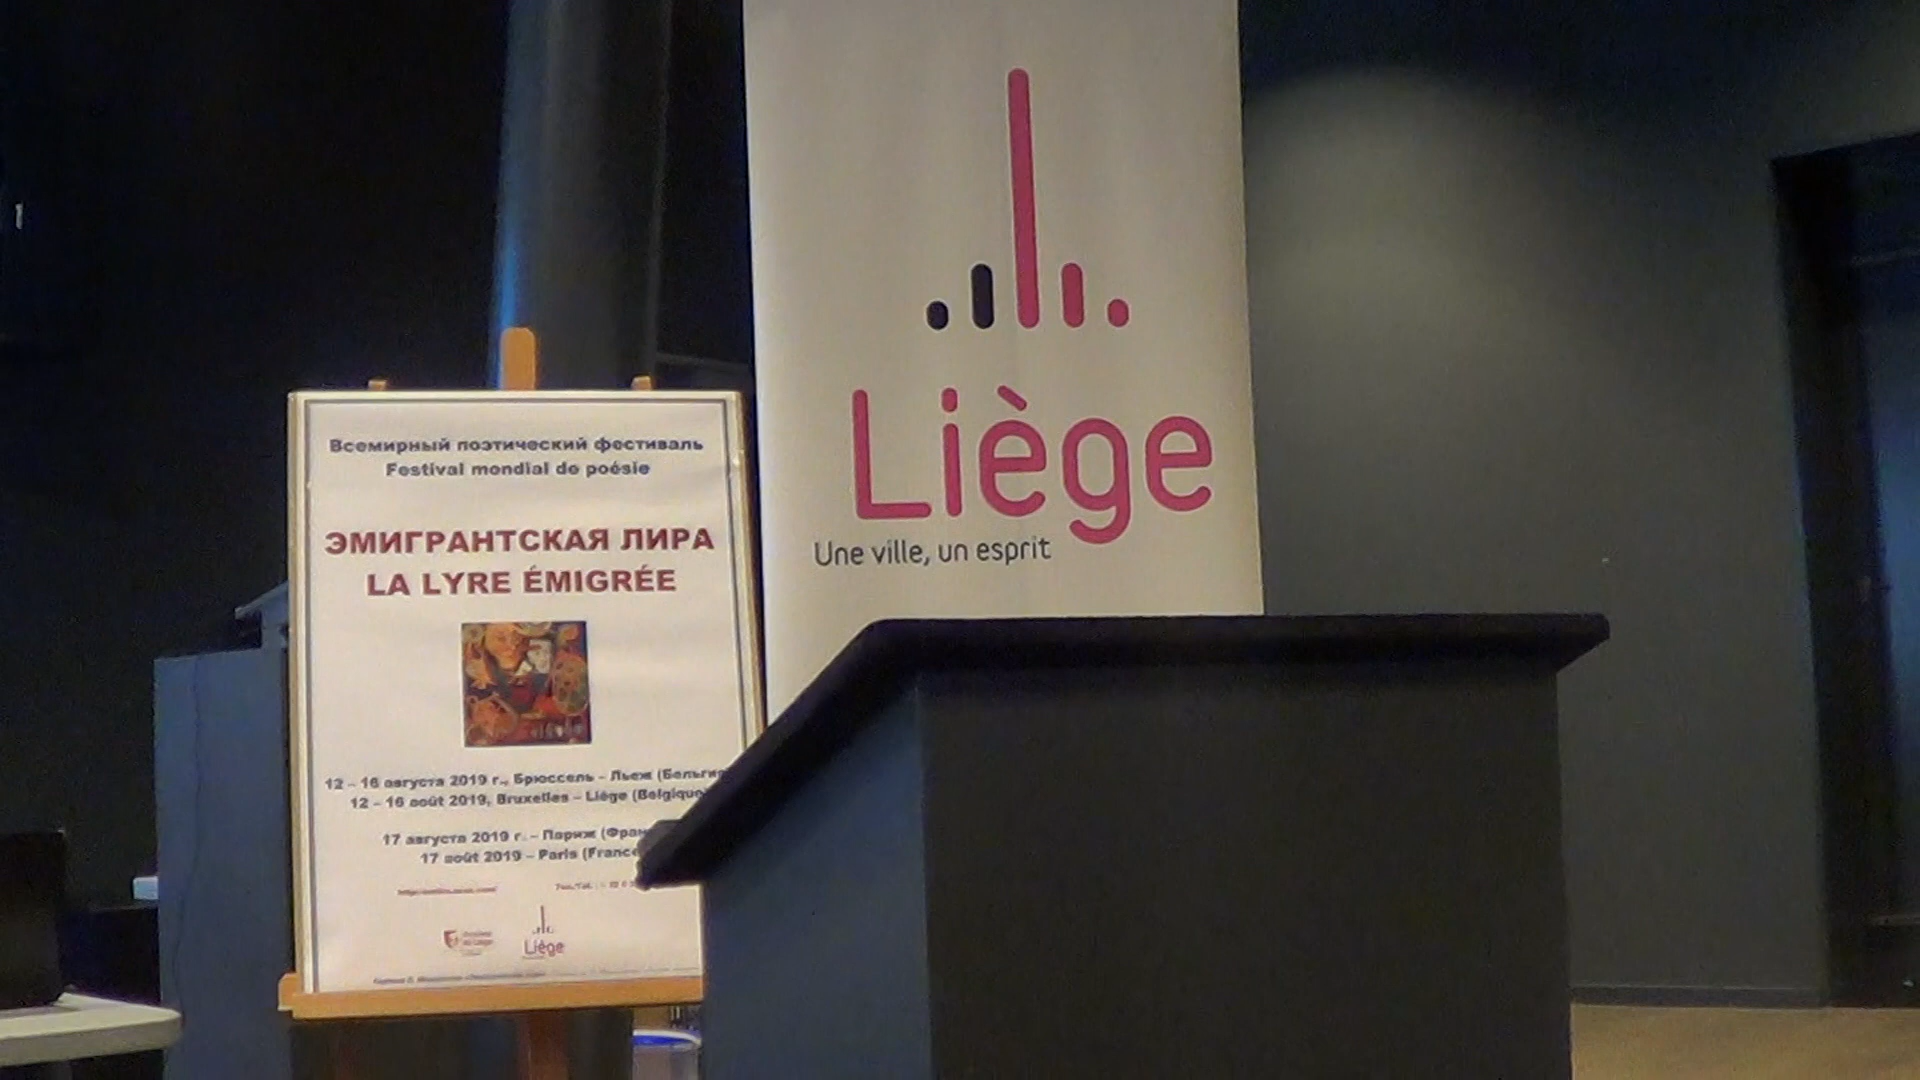 Всемирный поэтический фестиваль
Festival mondial de poésie
ЭМИГРАНТСКАЯ ЛИРА
LA LYRE ÉMIGRÉE
12 – 16 августа 2019 г., Брюссель – Льеж
12 – 16 août 2019, Bruxelles – Liège (Belgique
17 августа 2019 г. – Париж
17 août 2019 – Paris (France
Liège
Liège
Une ville, un esprit